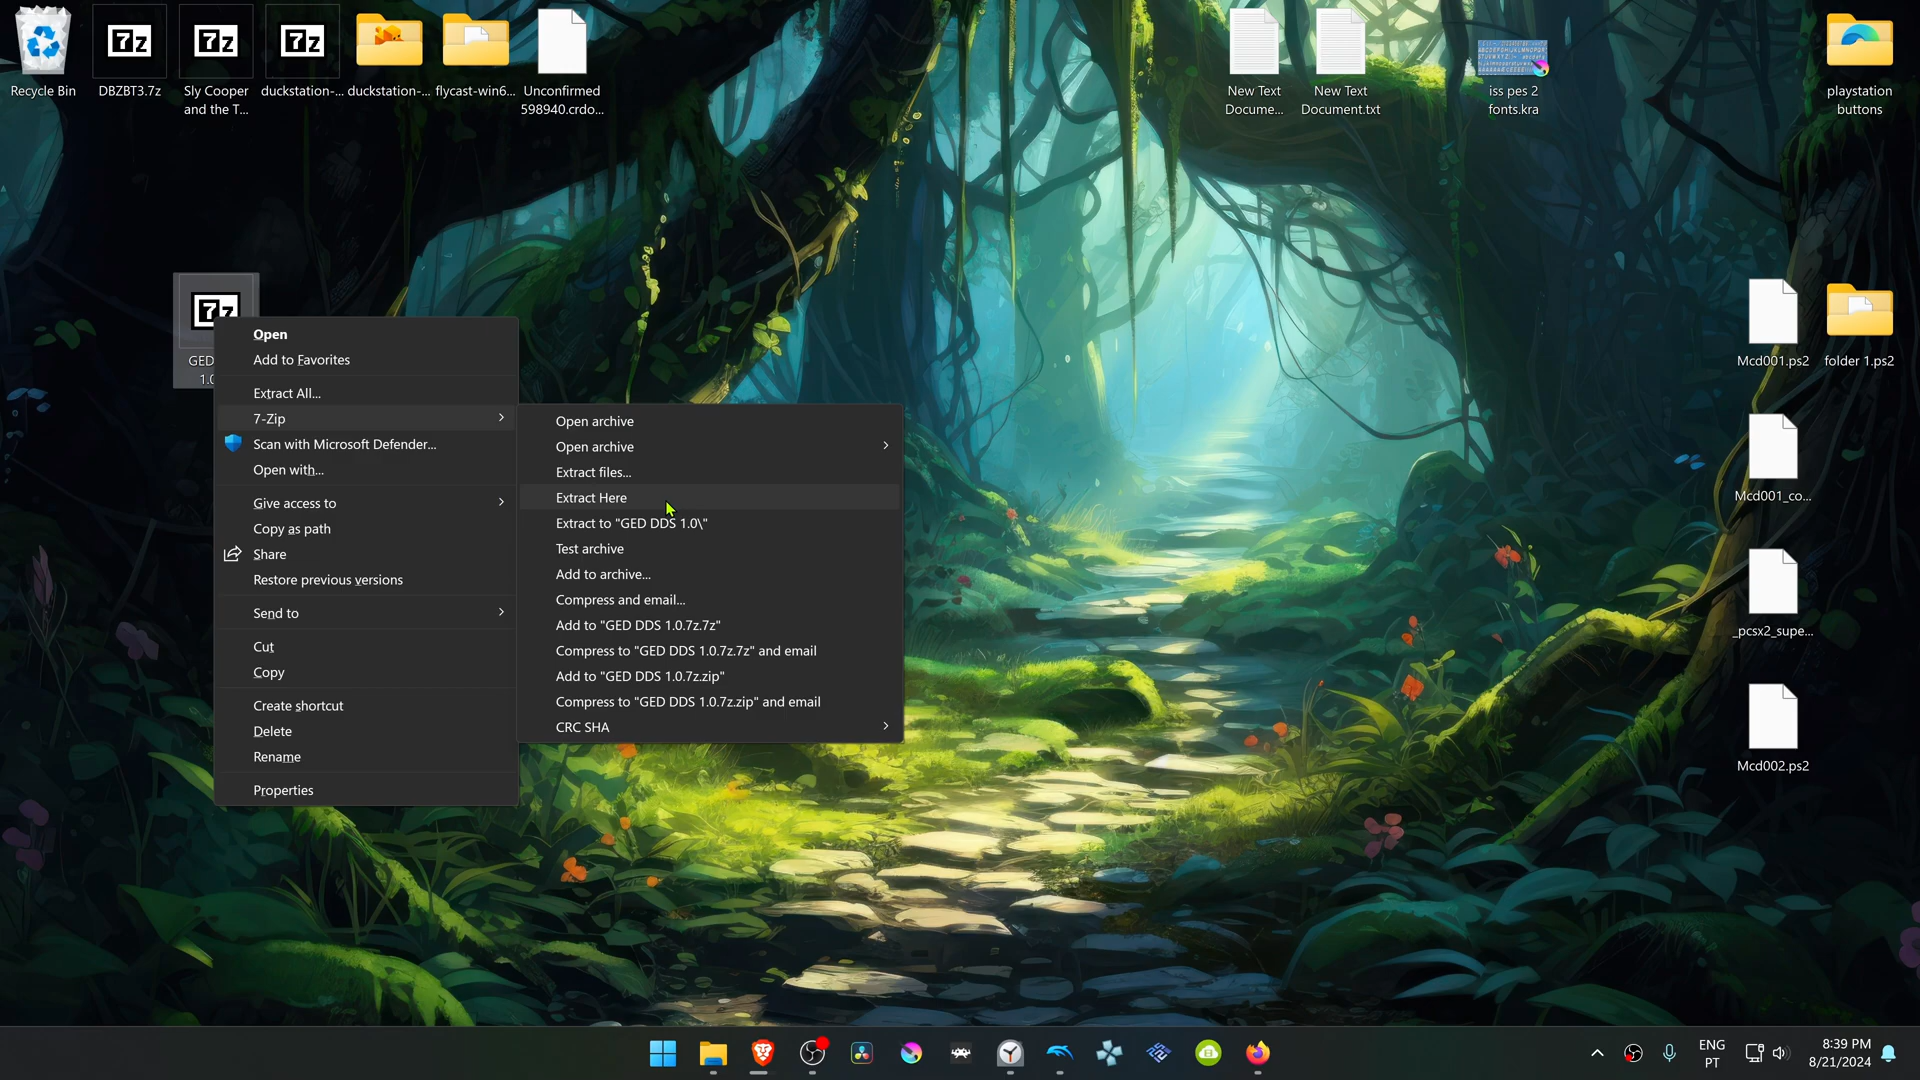 Recycle Bin
DBZBT3.7z
Sly Cooper
and the T...
duckstation-...
duckstation-...
flycast-win6...
Unconfirmed
598940.crdo...
New Text
Docume...
New Text
Document.txt
iss pes 2
fonts.kra
playstation
buttons
7z
7z
7z
7z
GED
1.0
Open
Add to Favorites
Extract All...
7-Zip
Scan with Microsoft Defender...
Open with...
Give access to
Copy as path
Share
Restore previous versions
Send to
Cut
Copy
Create shortcut
Delete
Rename
Properties
Open archive
Open archive
Extract files...
Extract Here
Extract to "GED DDS 1.0\"
Test archive
Add to archive...
Compress and email...
Add to "GED DDS 1.0.7z.7z"
Compress to "GED DDS 1.0.7z.7z" and email
Add to "GED DDS 1.0.7z.zip"
Compress to "GED DDS 1.0.7z.zip" and email
CRC SHA
Mcd001.ps2
folder 1.ps2
Mcd001_co...
_pcsx2_supe...
Mcd002.ps2
ENG
PT
8:39 PM
8/21/2024